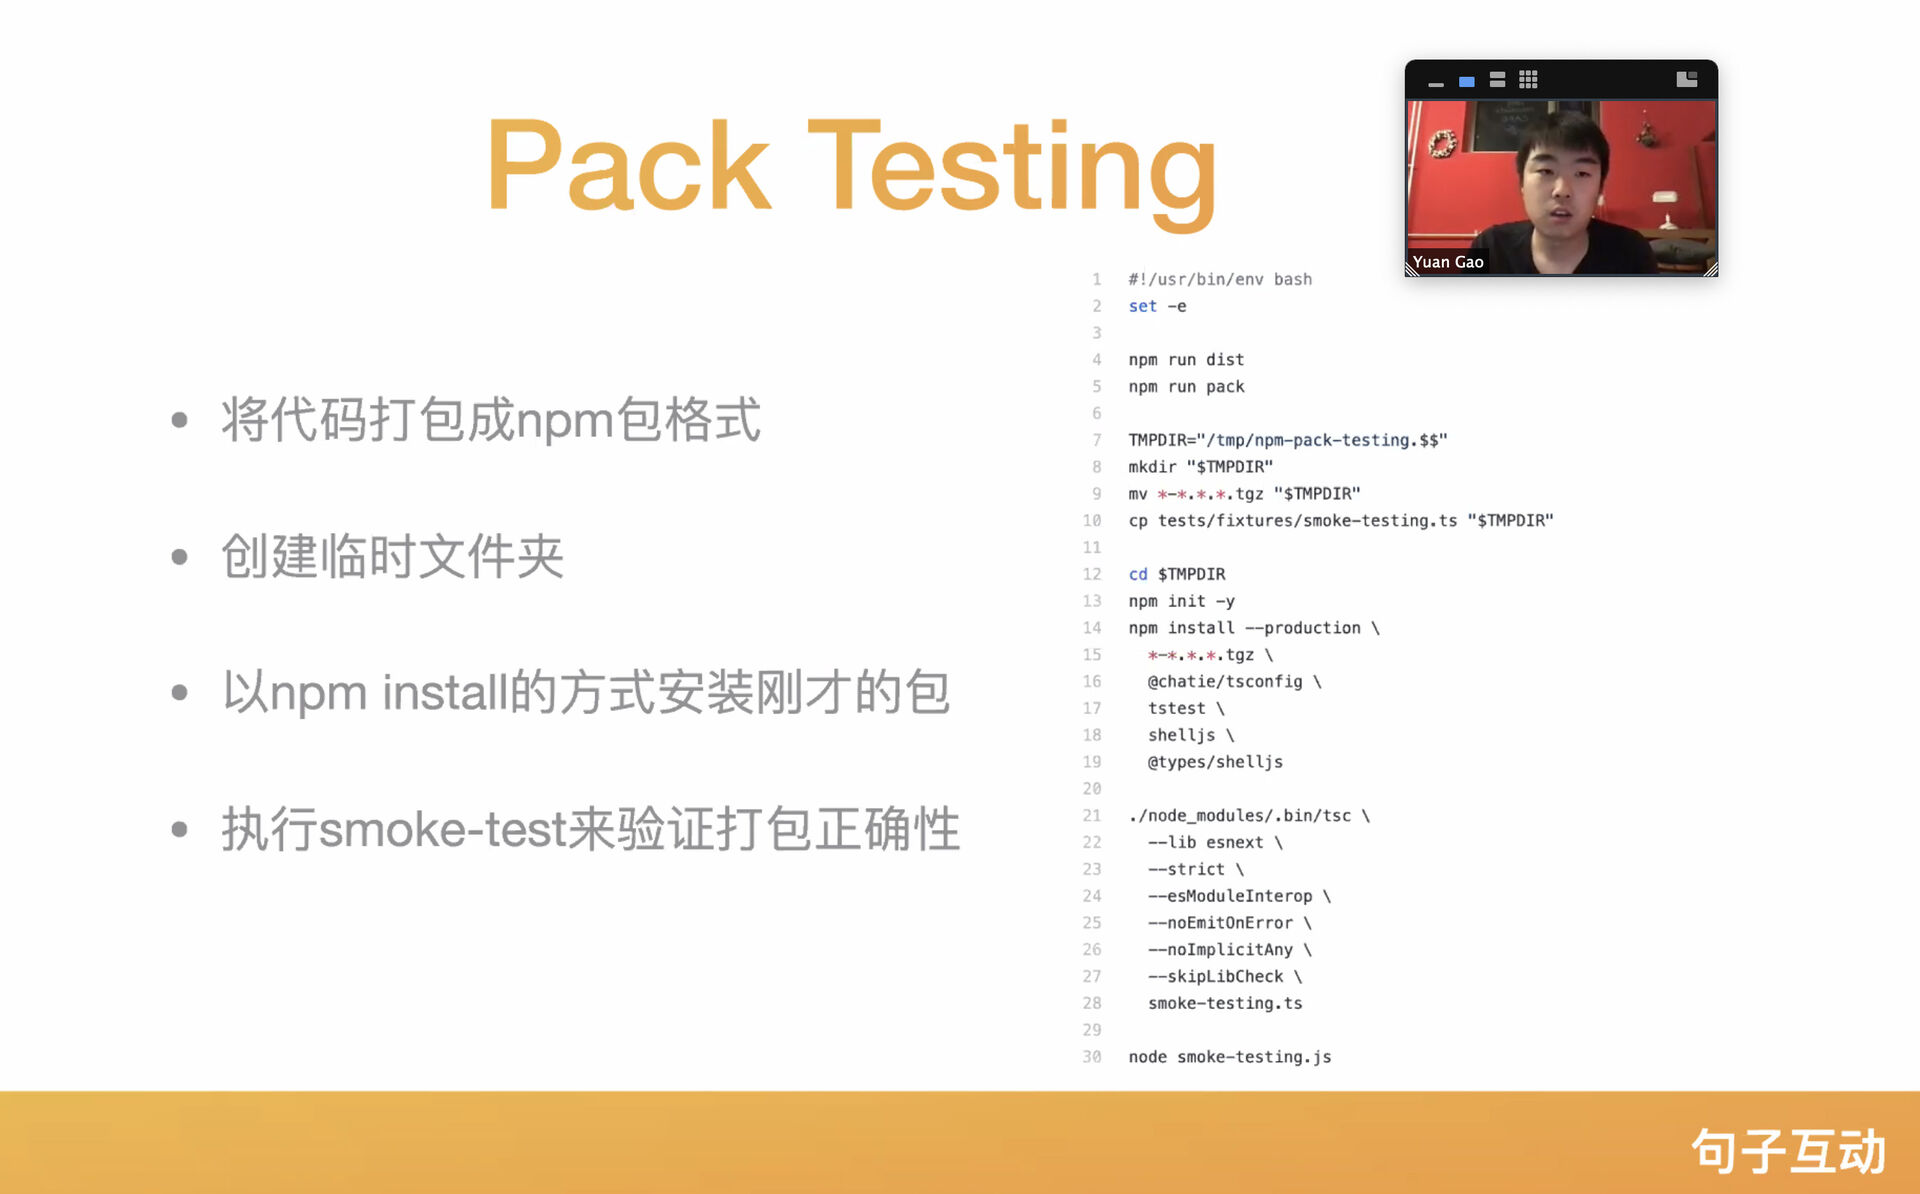 Pack Testing
Yuan Gao
• 将代码打包成npm包格式
• 创建临时文件夹
• 以npm install的方式安装刚才的包
• 执行smoke-test来验证打包正确性
1 #!/usr/bin/env bash
2 set -e
3
4 npm run dist
5 npm run pack
6
7 TMPDIR="/tmp/npm-pack-testing.$$"
8 mkdir "$TMPDIR"
9 mv *-*.*.*.tgz "$TMPDIR"
10 cp tests/fixtures/smoke-testing.ts "$TMPDIR"
11
12 cd $TMPDIR
13 npm init -y
14 npm install --production \
15 *-*.*.*.tgz \
16 @chatie/tsconfig \
17 tstest \
18 shelljs \
19 @types/shelljs
20
21 ./node_modules/.bin/tsc \
22 --lib esnext \
23 --strict \
24 --esModuleInterop \
25 --noEmitOnError \
26 --noImplicitAny \
27 --skipLibCheck \
28 smoke-testing.ts
29
30 node smoke-testing.js
句子互动